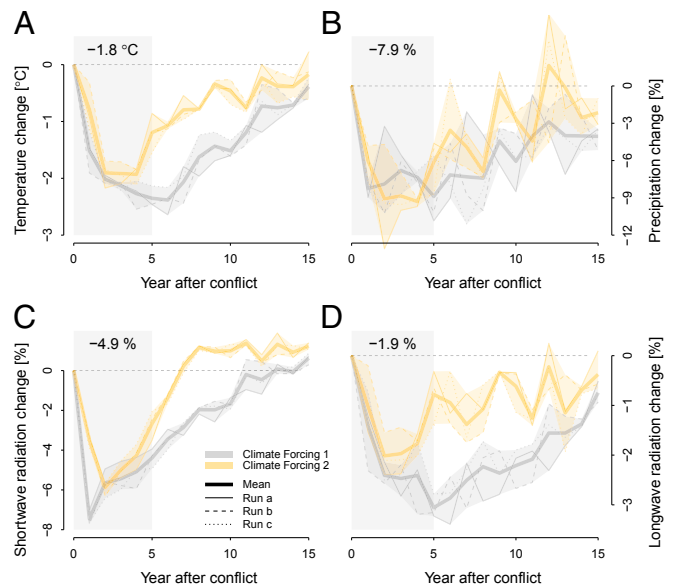 A
−1.8 °C
Temperature change [°C]
0
-1
−2
−3
0
5
10
15
Year after conflict
B
−7.9 %
Precipitation change [%]
0
−3
−6
−9
−12
0
5
10
15
Year after conflict
C
−4.9 %
Shortwave radiation change [%]
0
−2
−4
−6
−8
0
5
10
15
Year after conflict
Climate Forcing 1
Climate Forcing 2
Mean
Run a
Run b
Run c
D
−1.9 %
Longwave radiation change [%]
0
−1
−2
−3
0
5
10
15
Year after conflict